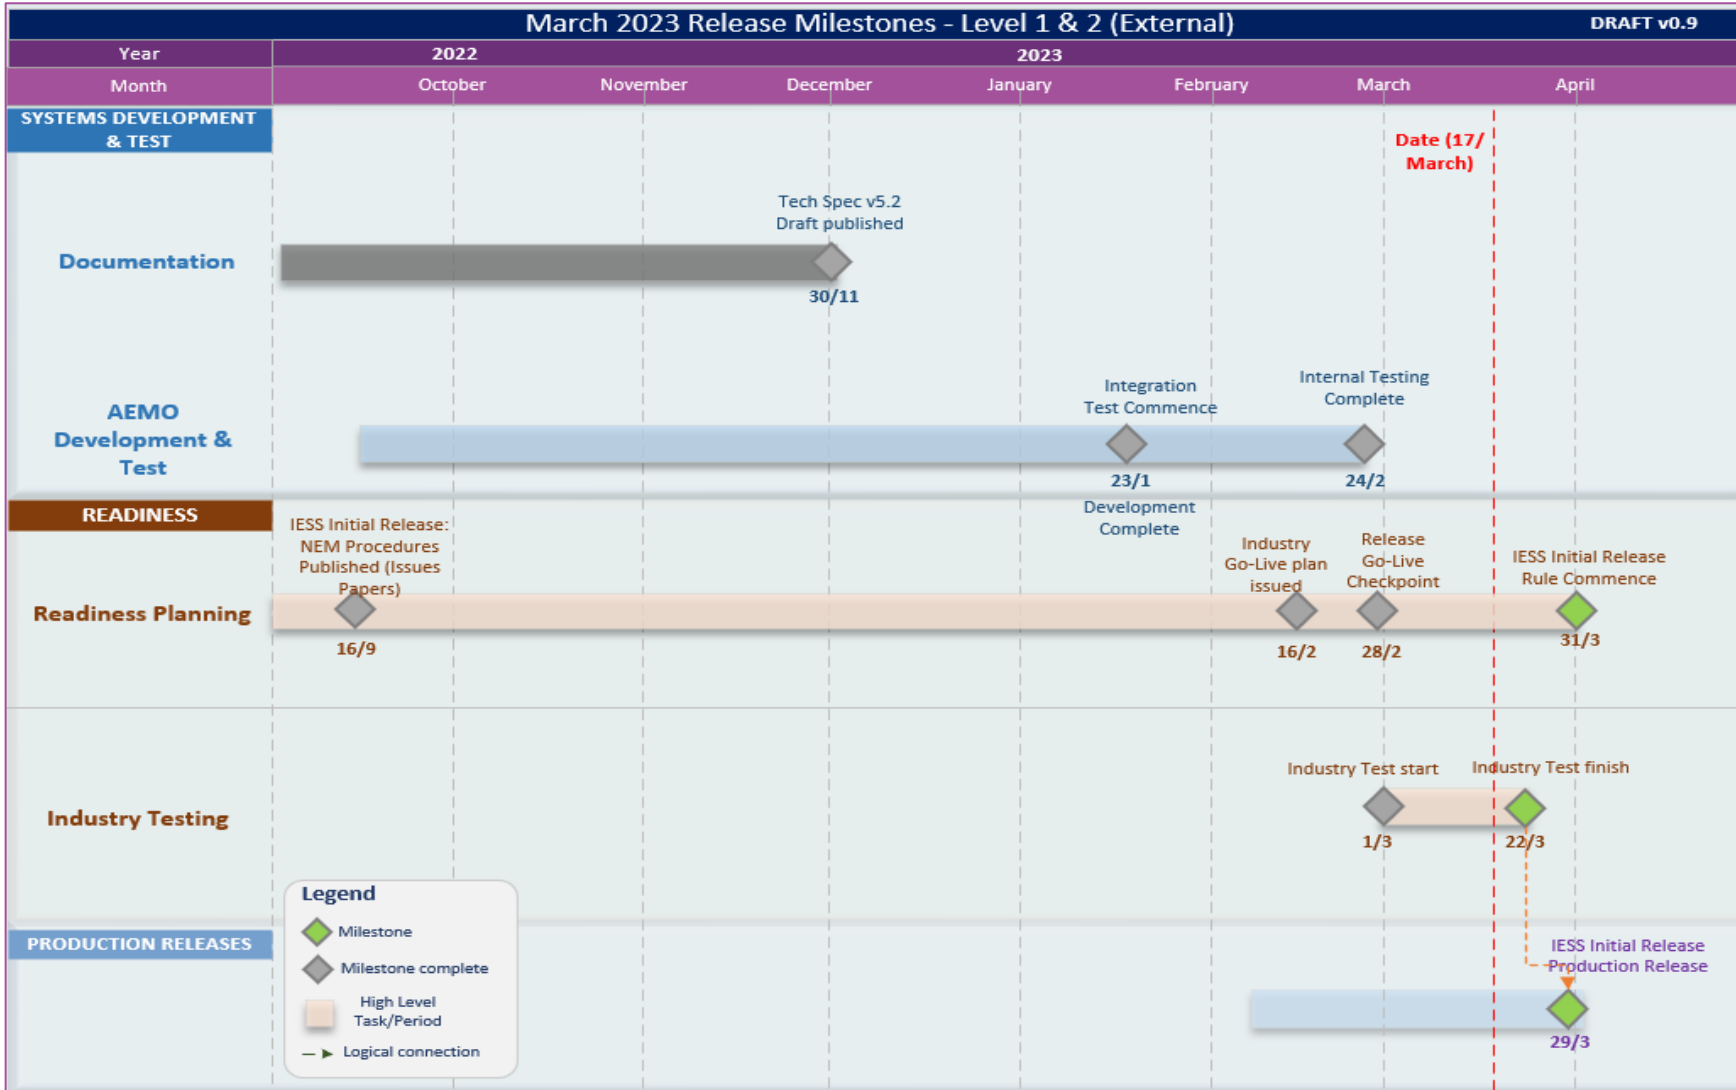 March 2023 Release Milestones - Level 1 & 2 (External)
DRAFT v0.9
Year
2022
2023
Month
October
November
December
January
February
March
April
SYSTEMS DEVELOPMENT
& TEST
Date (17/
March)
Tech Spec v5.2
Draft published
Documentation
30/11
Integration
Test Commence
Internal Testing
Complete
AEMO
Development &
Test
23/1
24/2
Development
Complete
READINESS
IESS Initial Release:
NEM Procedures
Published (Issues
Papers)
Industry
Go-Live plan
issued
Release
Go-Live
Checkpoint
IESS Initial Release
Rule Commence
Readiness Planning
16/9
16/2
28/2
31/3
Industry Test start
Industry Test finish
Industry Testing
1/3
22/3
Legend
Milestone
Milestone complete
High Level
Task/Period
Logical connection
PRODUCTION RELEASES
IESS Initial Release
Production Release
29/3